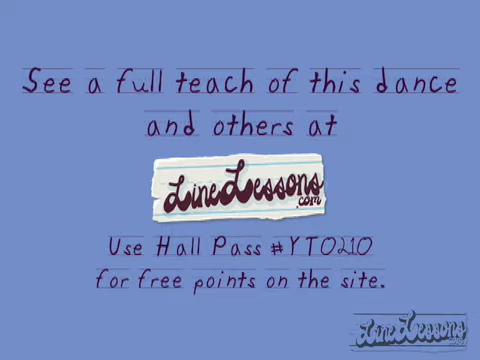 See a full teach of this dance
and others at
LineLessons
.com
Use Hall Pass #YT0210
for free points on the site.
LineLessons
.com